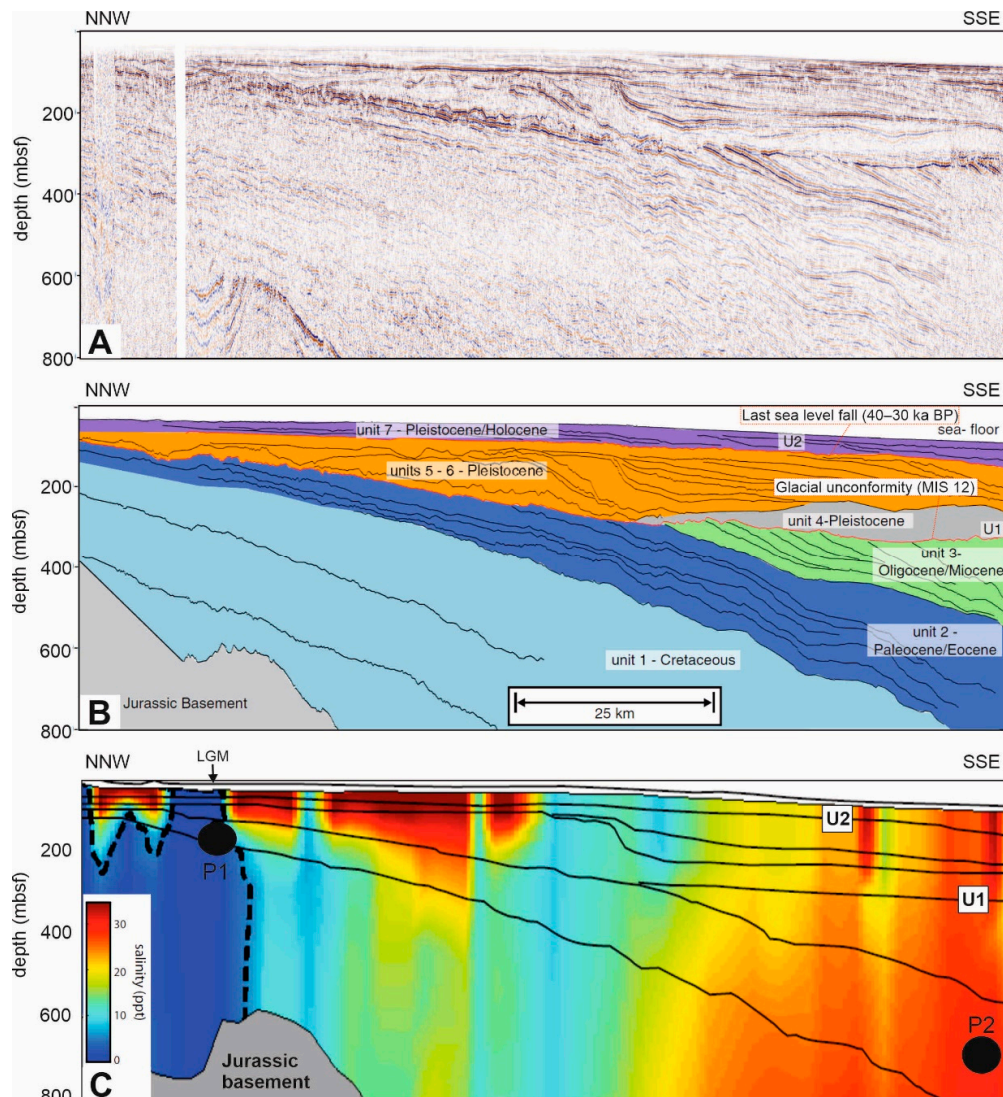 NNW SSE
depth (mbsf)
200
400
600
800
A
NNW SSE
Last sea level fall (40–30 ka BP)
sea- floor
unit 7 - Pleistocene/Holocene
U2
units 5 - 6 - Pleistocene
Glacial unconformity (MIS 12)
unit 4-Pleistocene
U1
unit 3-
Oligocene/Miocene
unit 2 -
Paleocene/Eocene
unit 1 - Cretaceous
Jurassic Basement
25 km
depth (mbsf)
200
400
600
800
B
NNW SSE
LGM
U2
P1
U1
depth (mbsf)
200
400
600
800
30
20
10
0
salinity (ppt)
P2
Jurassic
basement
C